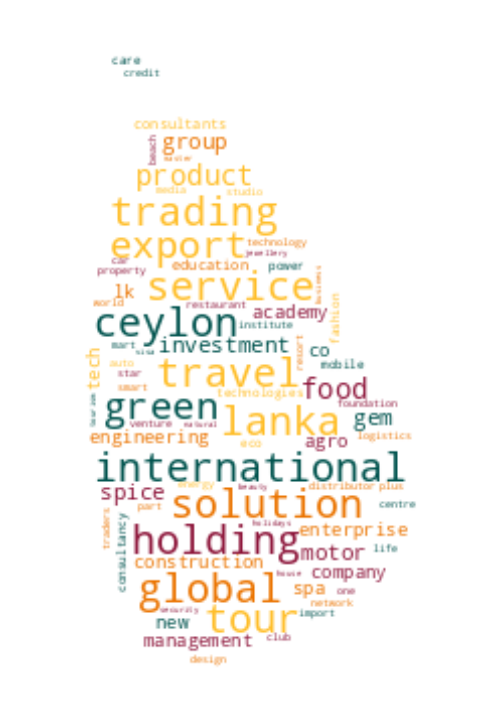 care
credit
consultants
beach group
master
product
media studio
trading
export technology
jewellery
car education power
property
service business
lk
world restaurant academy fashion
ceylon institute
mart visa investment resort co
tech auto travel mobile
star
smart technologies food
tourism green foundation
venture natural lanka gem
engineering eco agro logistics
international
spice energy beauty distributor plus
part solution centre
traders consultancy holidays
holding enterprise
motor life
construction house company
global spa one
network
security tour import
new
management club
design